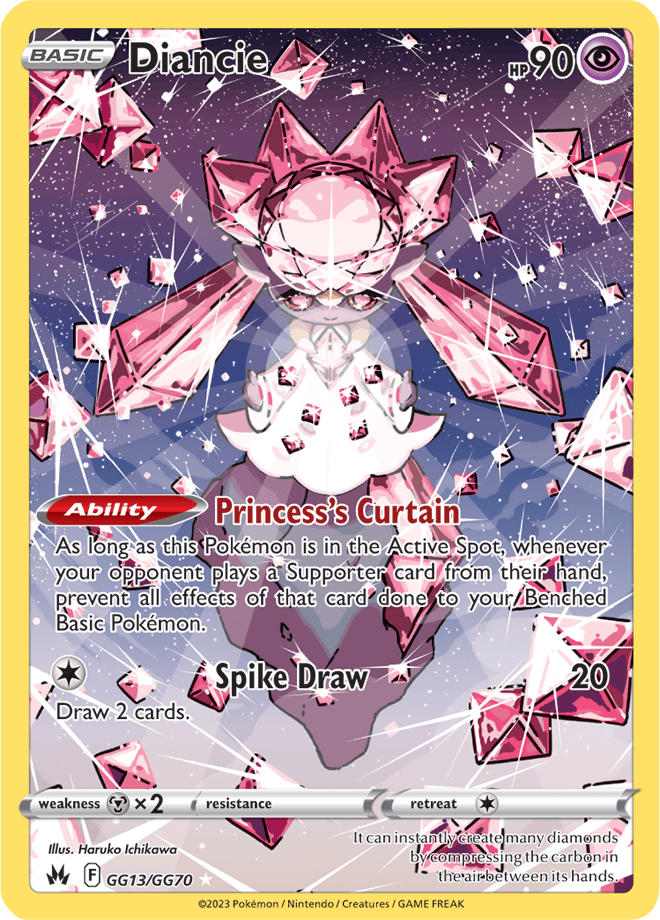 BASIC Diancie HP 90
Ability Princess's Curtain
As long as this Pokémon is in the Active Spot, whenever
your opponent plays a Supporter card from their hand,
prevent all effects of that card done to your Benched
Basic Pokémon.
Spike Draw 20
Draw 2 cards.
weakness ×2 resistance retreat
Illus. Haruko Ichikawa
It can instantly create many diamonds
by compressing the carbon in
the air between its hands.
F GG13/GG70
©2023 Pokémon / Nintendo / Creatures / GAME FREAK